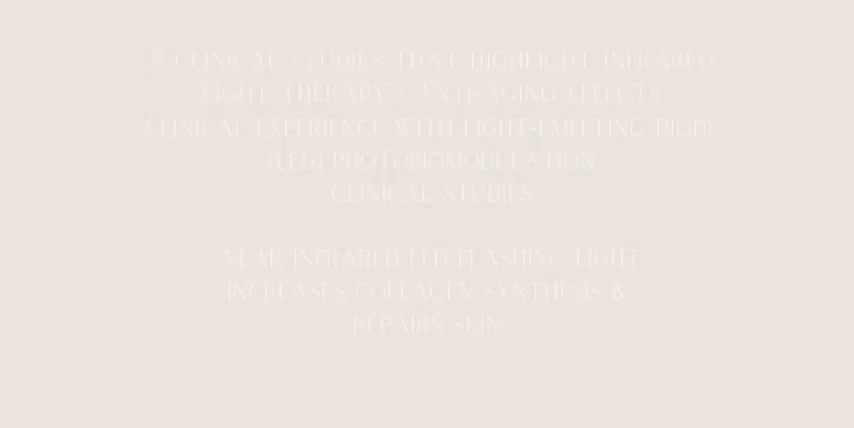 5 CLINICAL STUDIES THAT HIGHLIGHT INFRARED
LIGHT THERAPY'S ANTI-AGING EFFECTS
CLINICAL EXPERIENCE WITH LIGHT-EMITTING DIODE
(LED) PHOTOBIOMODULATION
CLINICAL STUDIES
NEAR INFRARED LED FLASHING LIGHT
INCREASES COLLAGEN SYNTHESIS &
REPAIRS SKIN